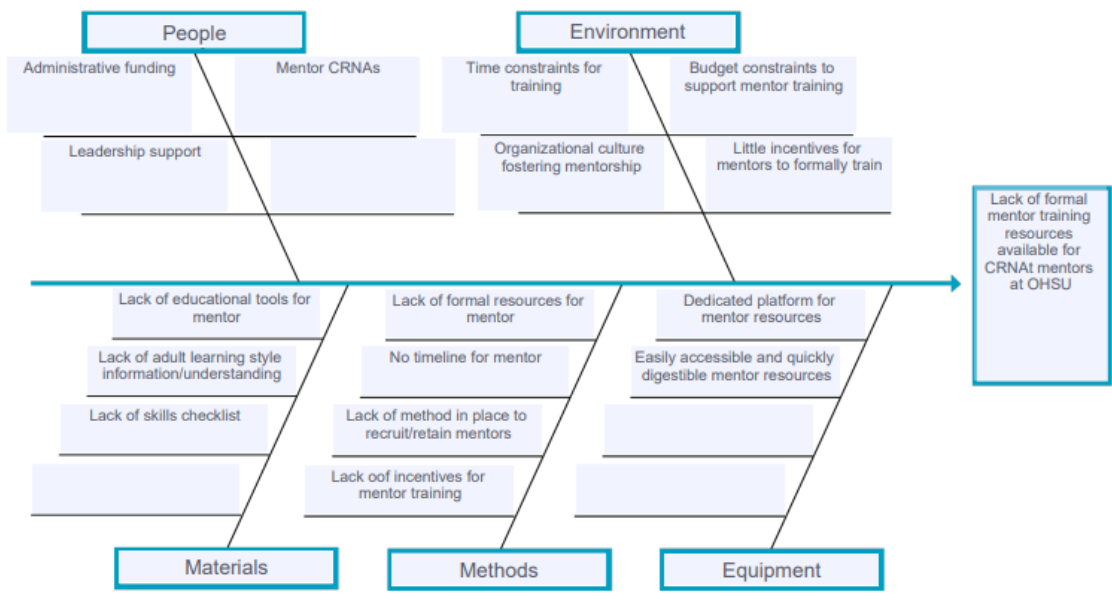 People
Environment
Administrative funding
Mentor CRNAs
Time constraints for
training
Budget constraints to
support mentor training
Leadership support
Organizational culture
fostering mentorship
Little incentives for
mentors to formally train
Lack of formal
mentor training
resources
available for
CRNAt mentors
at OHSU
Lack of educational tools for
mentor
Lack of formal resources for
mentor
Dedicated platform for
mentor resources
Lack of adult learning style
information/understanding
No timeline for mentor
Easily accessible and quickly
digestible mentor resources
Lack of skills checklist
Lack of method in place to
recruit/retain mentors
Lack oof incentives for
mentor training
Materials
Methods
Equipment